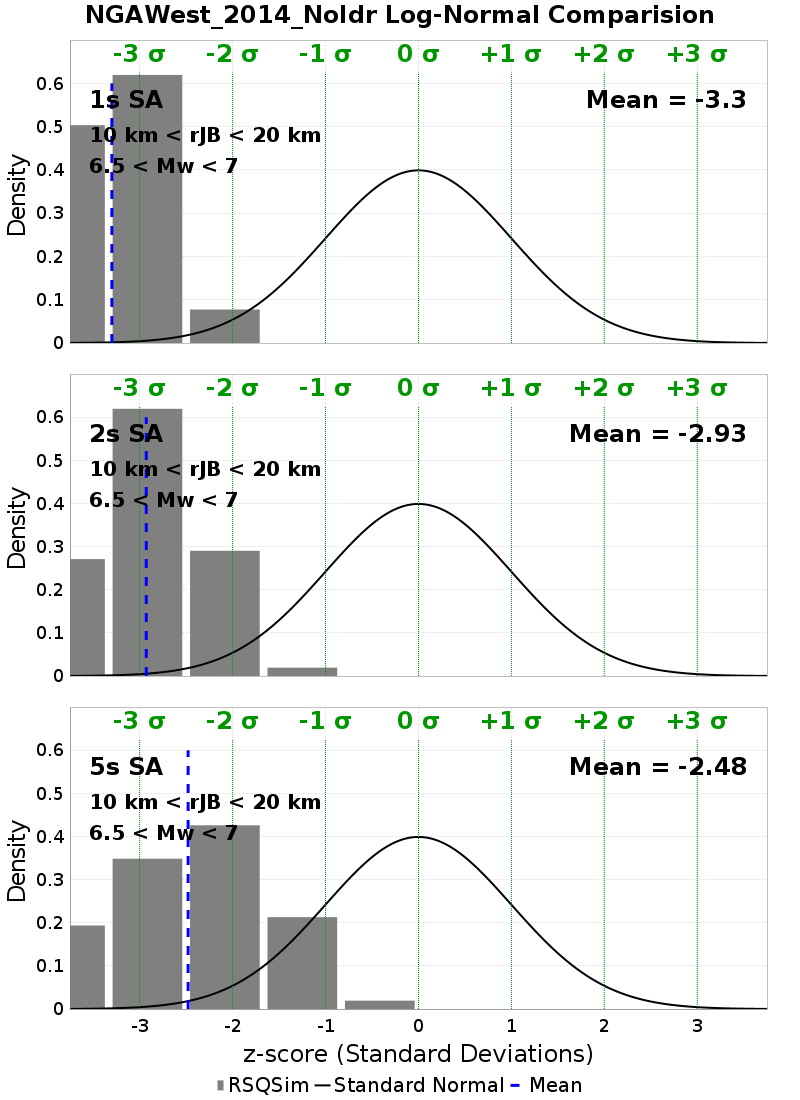 NGAWest_2014_NoIdr Log-Normal Comparision
-3 σ -2 σ -1 σ 0 σ +1 σ +2 σ +3 σ
1s SA
Mean = -3.3
10 km < rJB < 20 km
6.5 < Mw < 7
0.6
0.5
0.4
0.3
0.2
0.1
0
Density
-3 σ -2 σ -1 σ 0 σ +1 σ +2 σ +3 σ
2s SA
Mean = -2.93
10 km < rJB < 20 km
6.5 < Mw < 7
0.6
0.5
0.4
0.3
0.2
0.1
0
Density
-3 σ -2 σ -1 σ 0 σ +1 σ +2 σ +3 σ
5s SA
Mean = -2.48
10 km < rJB < 20 km
6.5 < Mw < 7
0.6
0.5
0.4
0.3
0.2
0.1
0
Density
-3 -2 -1 0 1 2 3
z-score (Standard Deviations)
RSQSim Standard Normal Mean